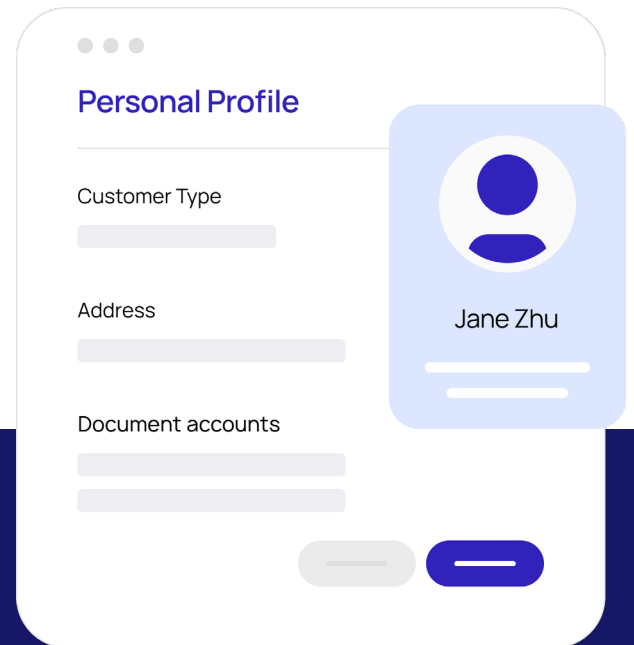 Personal Profile
Customer Type
Address
Document accounts
Jane Zhu